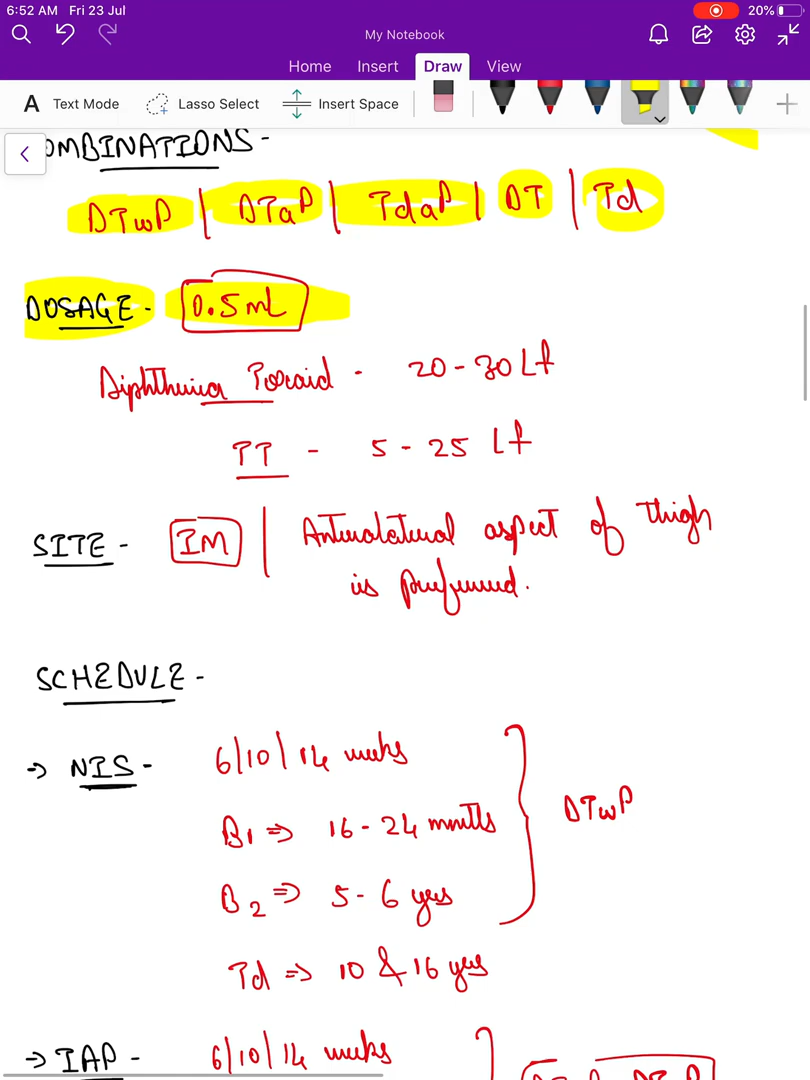 6:52 AM Fri 23 Jul
20%
My Notebook
Home Insert Draw View
A Text Mode Lasso Select Insert Space
OMBINATIONS -
DTwP | DTaP | TdaP | DT | Td
DOSAGE - 0.5 mL
Diphtheria Toxoid - 20 - 30 Lf
TT - 5 - 25 Lf
SITE - IM | Anterolateral aspect of thigh
is preferred.
SCHEDULE -
→ NIS - 6/10/14 weeks
B1 ⇒ 16 - 24 months
DTwP
B2 ⇒ 5 - 6 yrs
Td ⇒ 10 & 16 yrs
→ IAP - 6/10/14 weeks